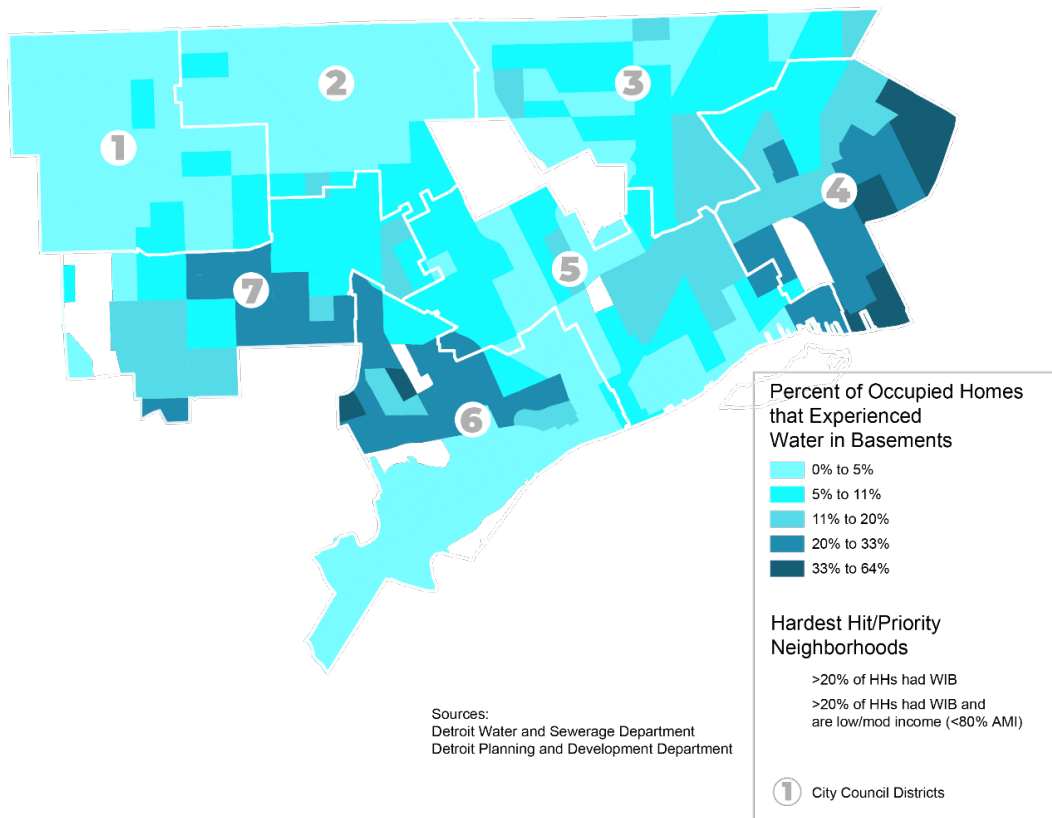 2
3
1
4
5
7
6
Percent of Occupied Homes
that Experienced
Water in Basements
0% to 5%
5% to 11%
11% to 20%
20% to 33%
33% to 64%
Hardest Hit/Priority
Neighborhoods
>20% of HHs had WIB
>20% of HHs had WIB and
are low/mod income (<80% AMI)
1 City Council Districts
Sources:
Detroit Water and Sewerage Department
Detroit Planning and Development Department